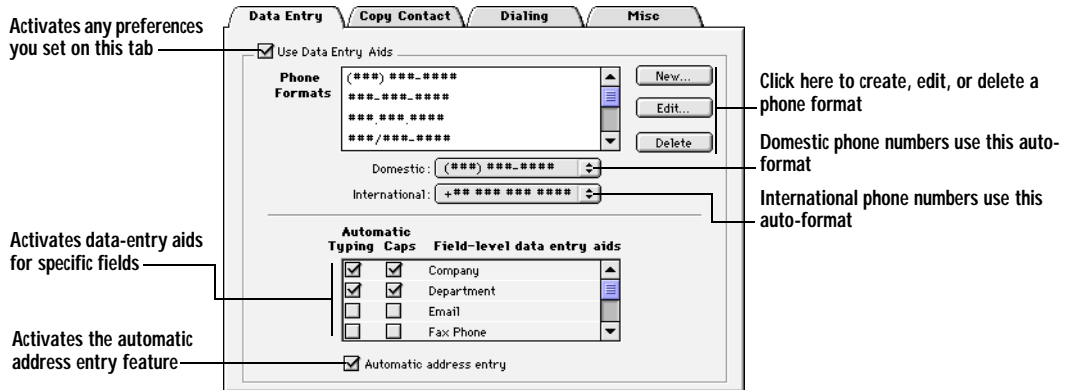 Activates any preferences
you set on this tab
Data Entry
Copy Contact
Dialing
Misc
Use Data Entry Aids
Phone
Formats
(###) ###-####
###-###-####
###.###.####
###/###-####
New...
Edit...
Delete
Click here to create, edit, or delete a
phone format
Domestic: (###) ###-####
Domestic phone numbers use this auto-
format
International: +## ### ### ####
International phone numbers use this
auto-format
Activates data-entry aids
for specific fields
Automatic
Typing Caps Field-level data entry aids
Company
Department
Email
Fax Phone
Activates the automatic
address entry feature
Automatic address entry